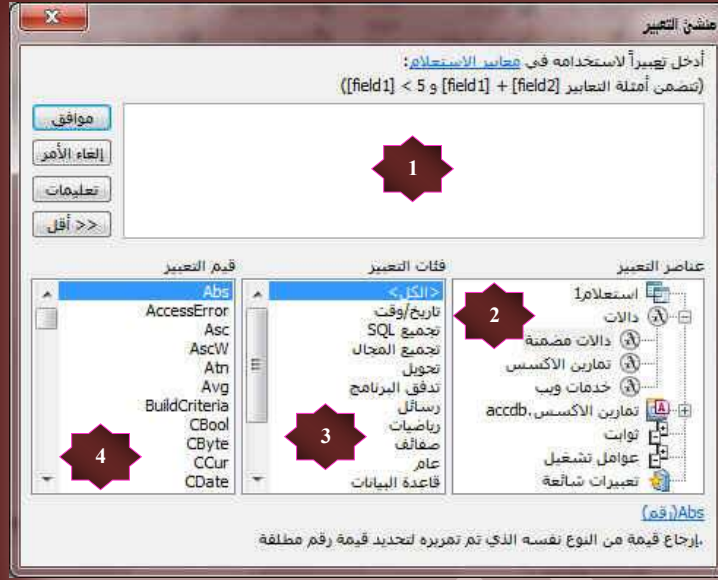 منشئ التعبير
أدخل تعبيراً لاستخدامه في معايير الاستعلام:
(تتضمن أمثلة التعابير [field1] + [field2] و [field1] < 5)
موافق
إلغاء الأمر
تعليمات
<< أقل
1
عناصر التعبير
استعلام1
دالات
دالات مضمنة
تمارين الاكسس
خدمات ويب
تمارين الاكسس.accdb
ثوابت
عوامل تشغيل
تعبيرات شائعة
2
فئات التعبير
<الكل>
تاريخ/وقت
تجميع SQL
تجميع المجال
تحويل
تدفق البرنامج
رسائل
رياضيات
صفائف
عام
قاعدة البيانات
3
قيم التعبير
Abs
AccessError
Asc
AscW
Atn
Avg
BuildCriteria
CBool
CByte
CCur
CDate
4
Abs(رقم)
إرجاع قيمة من النوع نفسه الذي تم تمريره لتحديد قيمة رقم مطلقة.